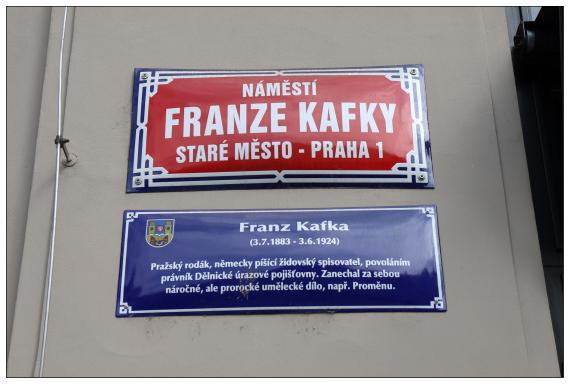 NÁMĚSTÍ
FRANZE KAFKY
STARÉ MĚSTO - PRAHA 1
Franz Kafka
(3.7.1883 - 3.6.1924)
Pražský rodák, německy píšící židovský spisovatel, povoláním
právník Dělnické úrazové pojišťovny. Zanechal za sebou
náročné, ale prorocké umělecké dílo, např. Proměnu.